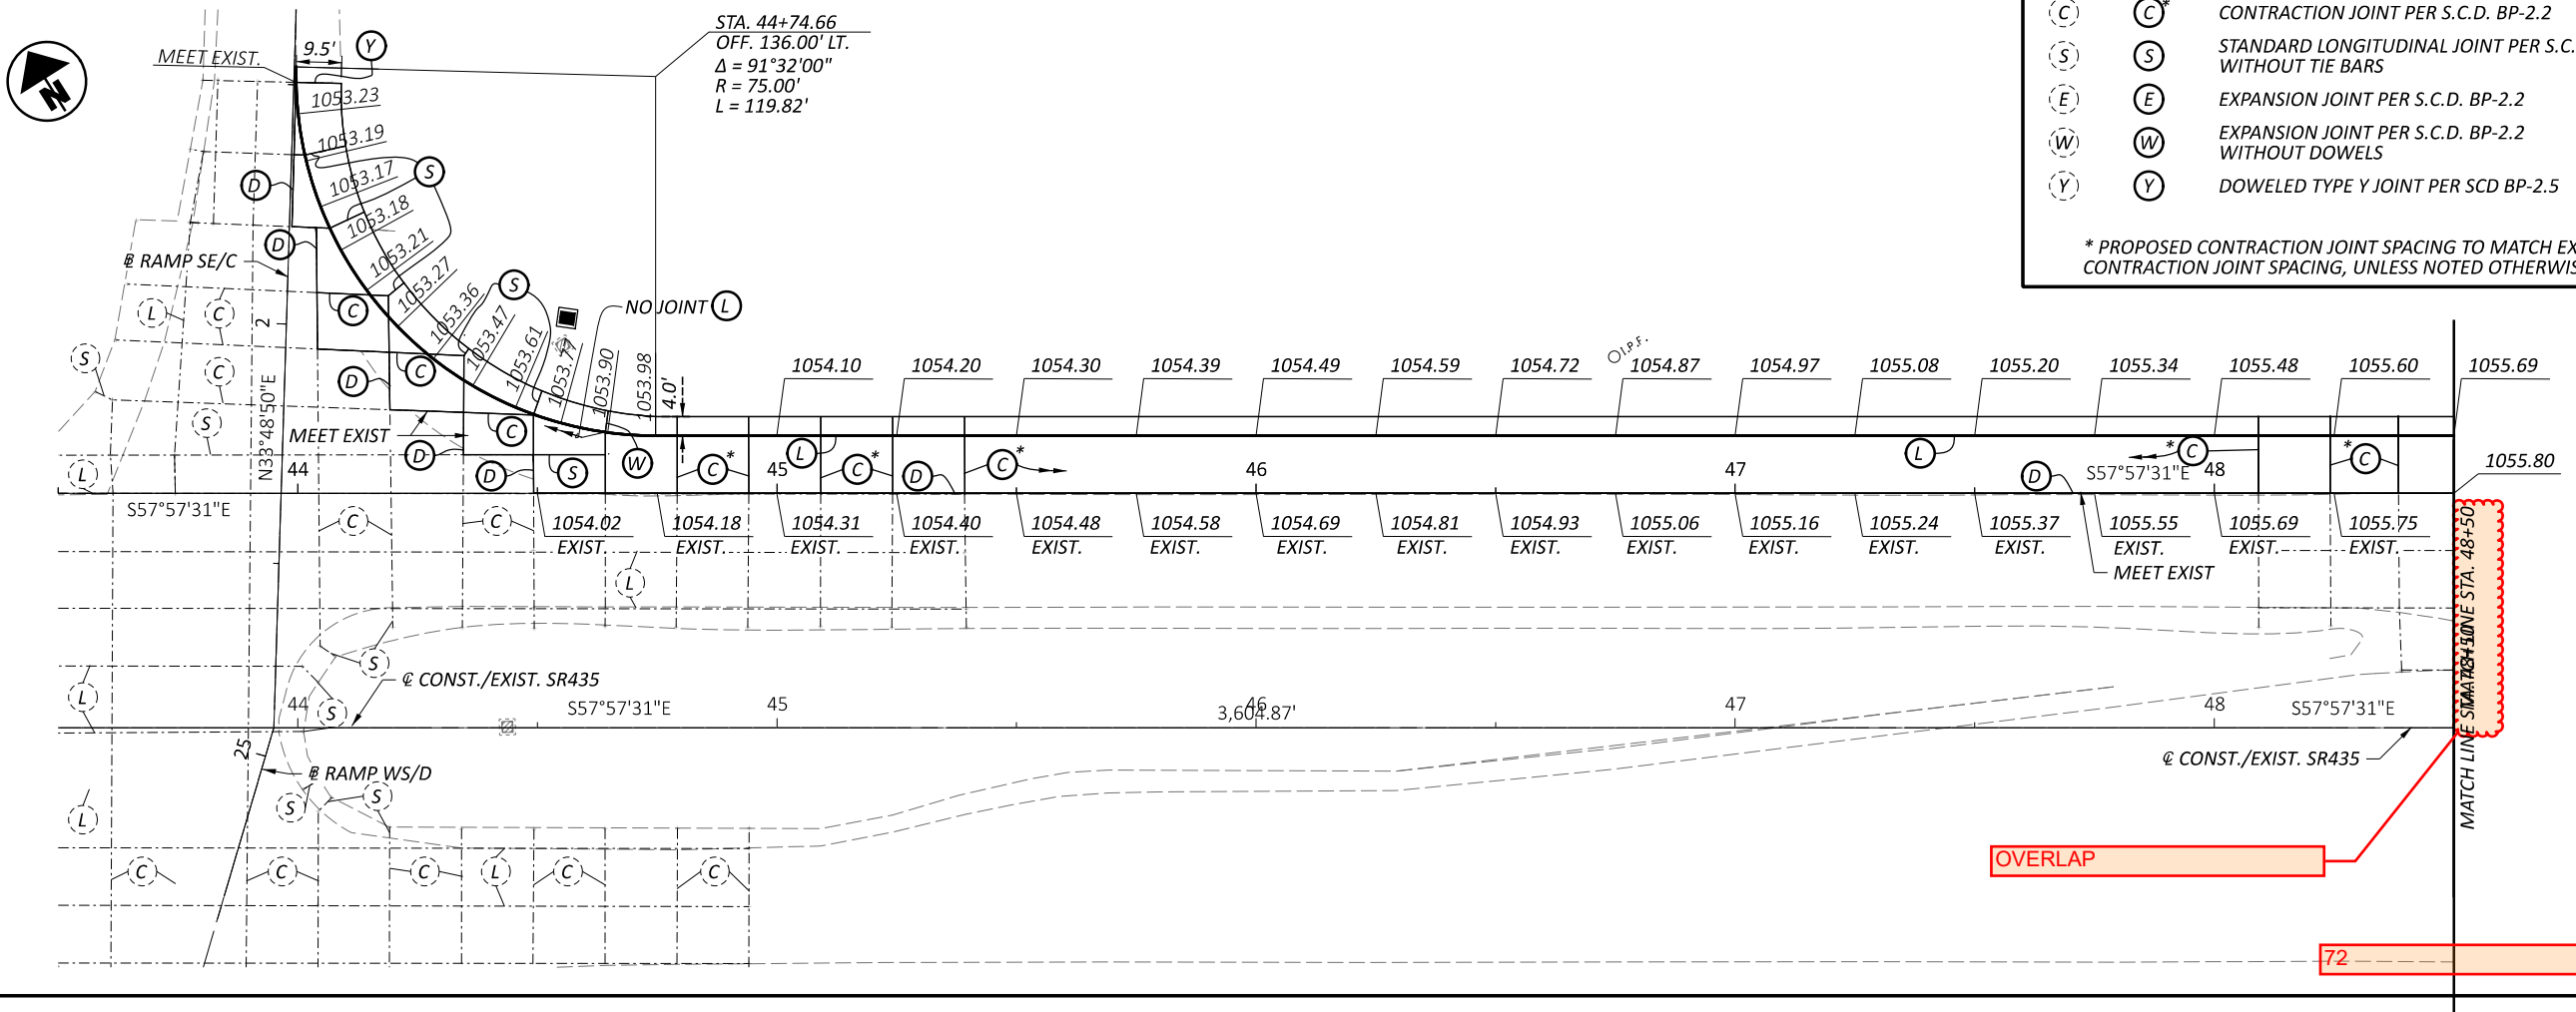 STA. 44+74.66
OFF. 136.00' LT.
Δ = 91°32'00"
R = 75.00'
L = 119.82'
C C* CONTRACTION JOINT PER S.C.D. BP-2.2
S S STANDARD LONGITUDINAL JOINT PER S.C.
WITHOUT TIE BARS
E E EXPANSION JOINT PER S.C.D. BP-2.2
W W EXPANSION JOINT PER S.C.D. BP-2.2
WITHOUT DOWELS
Y Y DOWELED TYPE Y JOINT PER SCD BP-2.5
* PROPOSED CONTRACTION JOINT SPACING TO MATCH EX
CONTRACTION JOINT SPACING, UNLESS NOTED OTHERWIS
N
MEET EXIST.
9.5'
Y
1053.23
1053.19
1053.17
1053.18
1053.21
1053.27
1053.36
1053.47
1053.61
1053.77
1053.90
1053.98
S
D
D
S
℄ RAMP SE/C
NO JOINT L
L C 2
C
S C
C
D
S
N33°48'50"E
MEET EXIST
C
D
D
S
W
4.0'
I.P.F.
1054.10 1054.20 1054.30 1054.39 1054.49 1054.59 1054.72 1054.87 1054.97 1055.08 1055.20 1055.34 1055.48 1055.60 1055.69
L
44
C* 45 L C* D C* 46 47 L D S57°57'31"E *C 48 *C
1055.80
S57°57'31"E
C C
1054.02 1054.18 1054.31 1054.40 1054.48 1054.58 1054.69 1054.81 1054.93 1055.06 1055.16 1055.24 1055.37 1055.55 1055.69 1055.75
EXIST. EXIST. EXIST. EXIST. EXIST. EXIST. EXIST. EXIST. EXIST. EXIST. EXIST. EXIST. EXIST. EXIST. EXIST. EXIST.
MEET EXIST
L
S
L
℄ CONST./EXIST. SR435
44 S S57°57'31"E 45 46 3,604.87' 47 48 S57°57'31"E
25
℄ RAMP WS/D
S S
L
℄ CONST./EXIST. SR435
MATCH LINE STA. 48+50
OVERLAP
C C C L C C
72